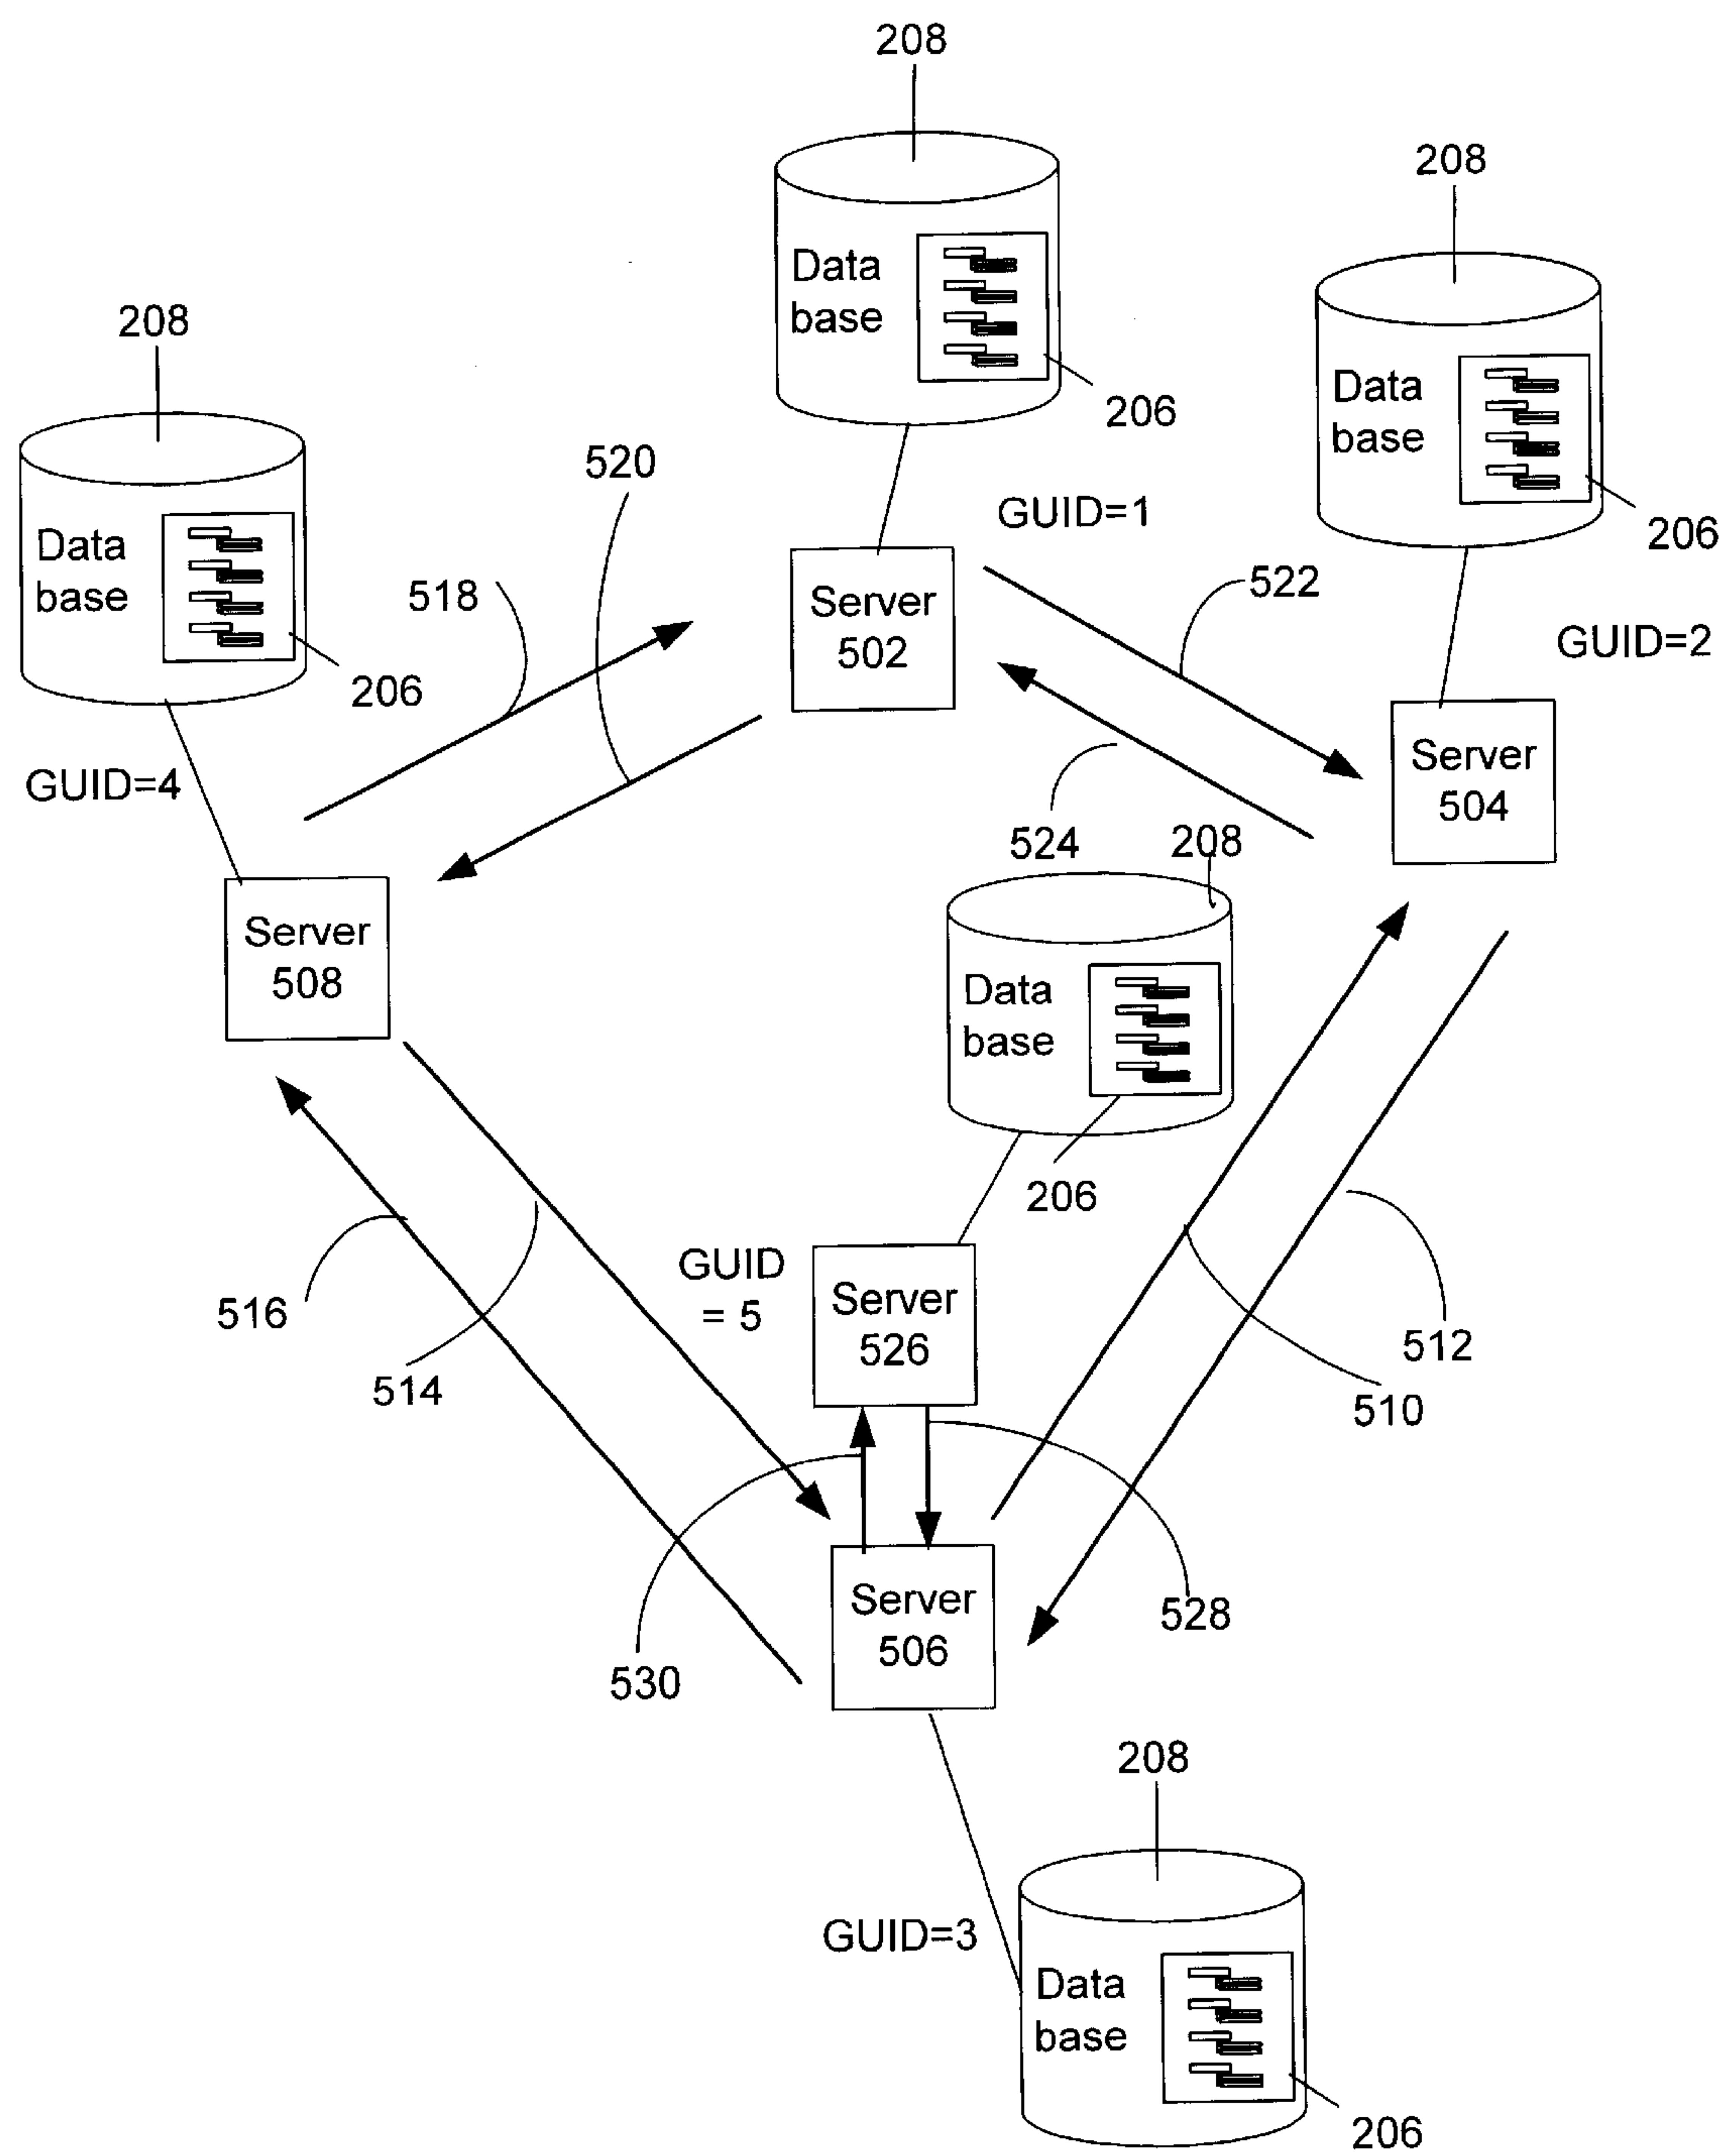 208
208
Data
base
206
208
Data
base
206
208
Data
base
206
520
GUID=1
518
522
Server
502
GUID=2
GUID=4
Server
504
524
208
Server
508
Data
base
206
GUID
= 5
Server
526
516
514
512
510
Server
506
528
530
208
GUID=3
Data
base
206